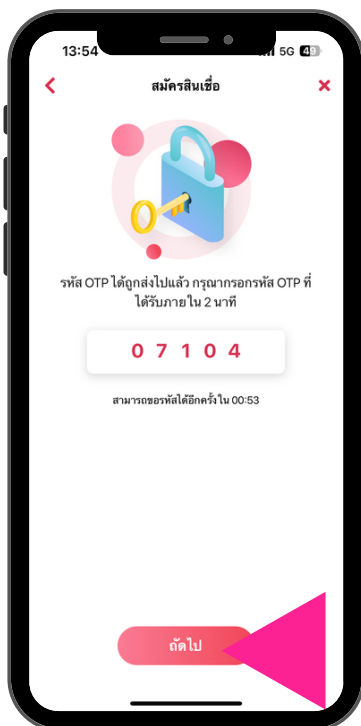 13:54 5G 49
สมัครสินเชื่อ
รหัส OTP ได้ถูกส่งไปแล้ว กรุณากรอกรหัส OTP ที่
ได้รับภายใน 2 นาที
0 7 1 0 4
สามารถขอรหัสได้อีกครั้งใน 00:53
ถัดไป